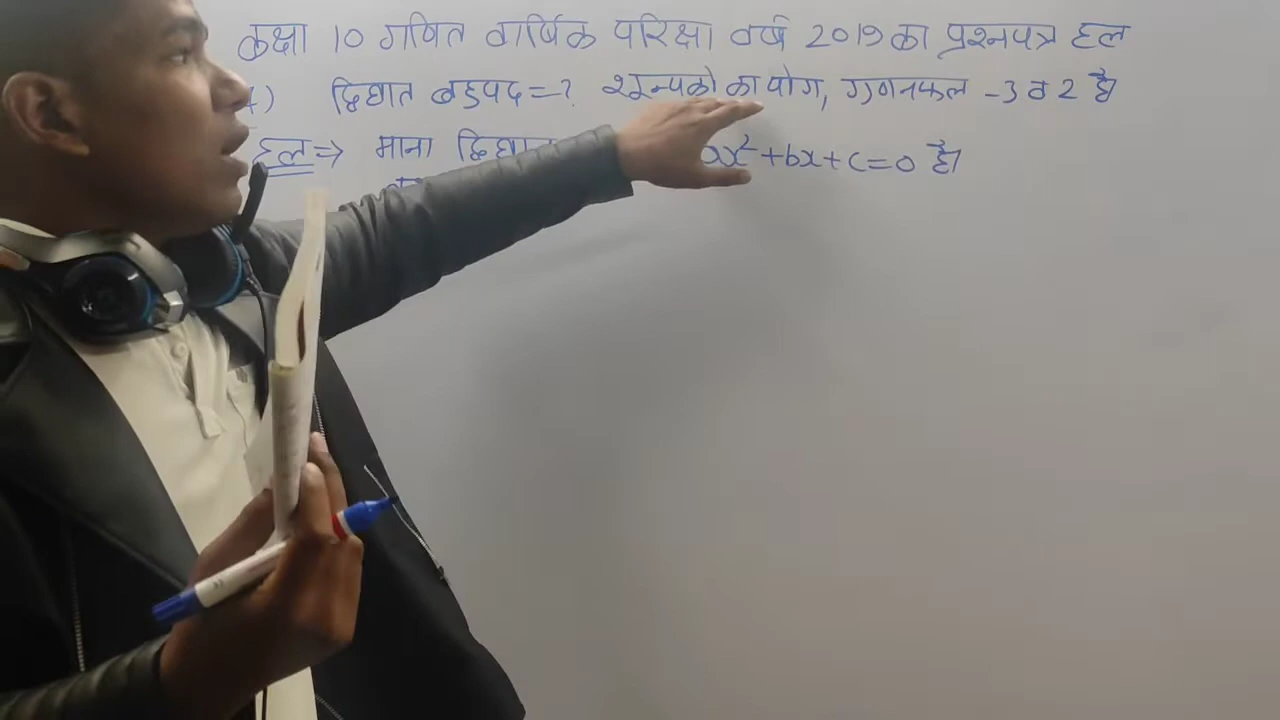 कक्षा 10 गणित वार्षिक परिक्षा वर्ष 2019 का प्रश्नपत्र हल
द्विघात बहुपद =? शून्यको का योग, गुणनफल -3 व 2 है
हल ⇒ माना द्विघात ax²+bx+c=0 है।